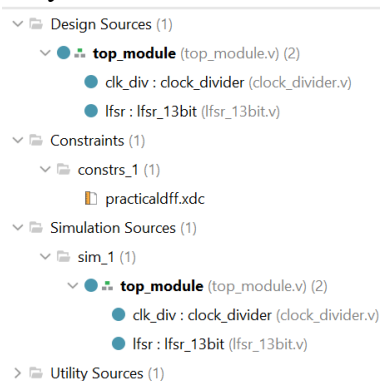 Design Sources (1)
top_module (top_module.v) (2)
clk_div : clock_divider (clock_divider.v)
lfsr : lfsr_13bit (lfsr_13bit.v)
Constraints (1)
constrs_1 (1)
practicaldff.xdc
Simulation Sources (1)
sim_1 (1)
top_module (top_module.v) (2)
clk_div : clock_divider (clock_divider.v)
lfsr : lfsr_13bit (lfsr_13bit.v)
Utility Sources (1)